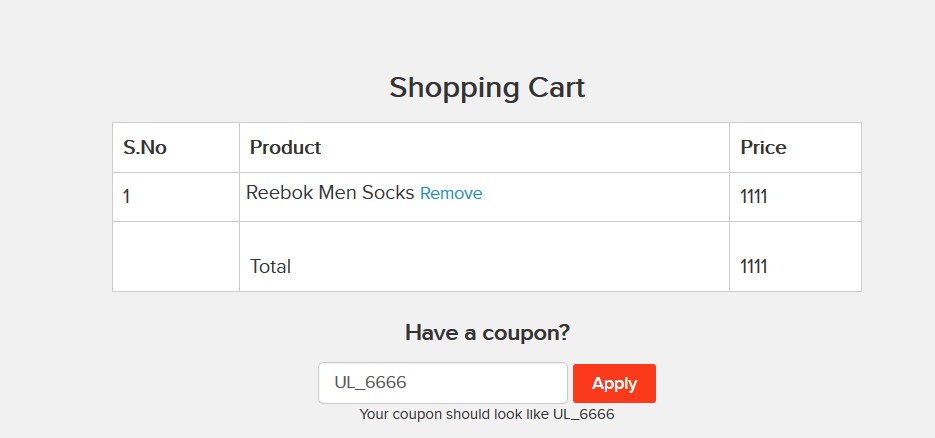 Shopping Cart
S.No Product Price
1 Reebok Men Socks Remove 1111
Total 1111
Have a coupon?
UL_6666 Apply
Your coupon should look like UL_6666